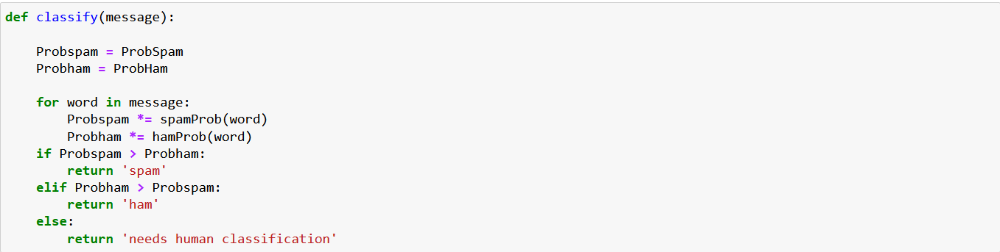 def classify(message):
    Probspam = ProbSpam
    Probham = ProbHam
    for word in message:
        Probspam *= spamProb(word)
        Probham *= hamProb(word)
    if Probspam > Probham:
        return 'spam'
    elif Probham > Probspam:
        return 'ham'
    else:
        return 'needs human classification'